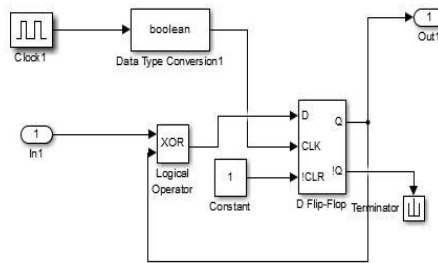 boolean
Clock1
Data Type Conversion1
1
Out1
1
In1
XOR
Logical
Operator
1
Constant
D
CLK
!CLR
Q
!Q
D Flip-Flop
Terminator